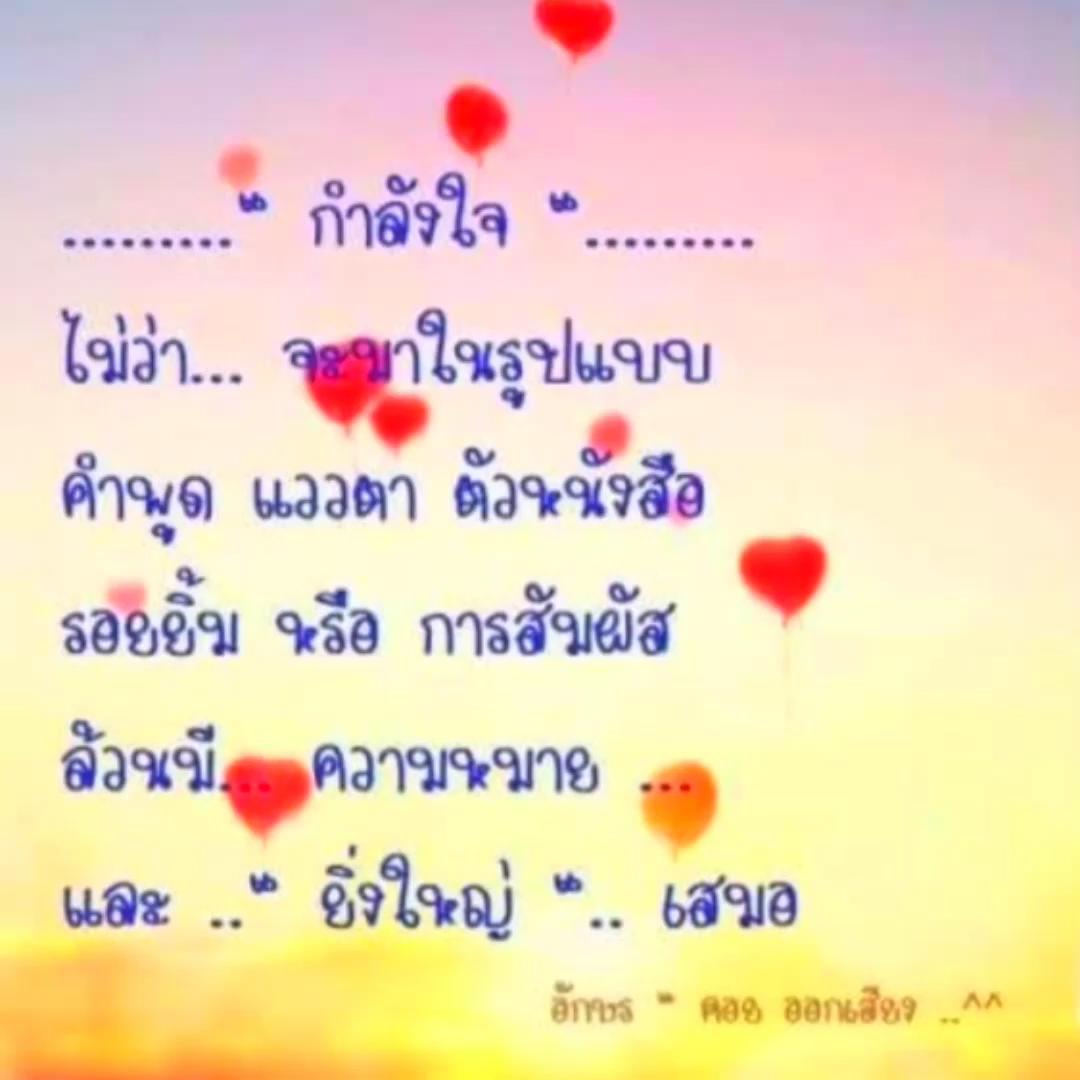 .........“ กำลังใจ “.........
ไม่ว่า... จะมาในรูปแบบ
คำพูด แววตา ตัวหนังสือ
รอยยิ้ม หรือ การสัมผัส
ล้วนมี... ความหมาย ...
และ ..“ ยิ่งใหญ่ “.. เสมอ
อักษร “ คอย ออกเสียง ..^^